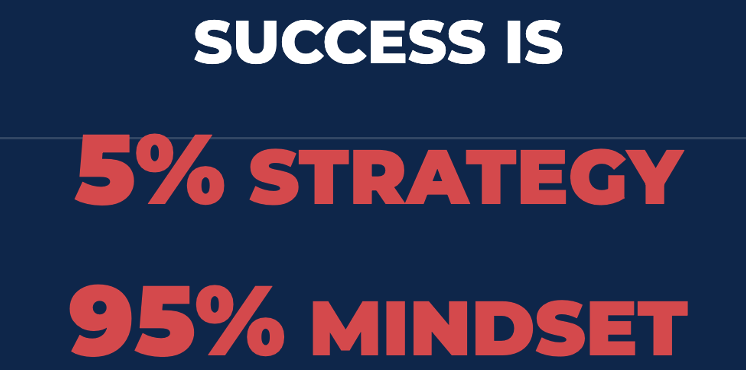 SUCCESS IS
5% STRATEGY
95% MINDSET